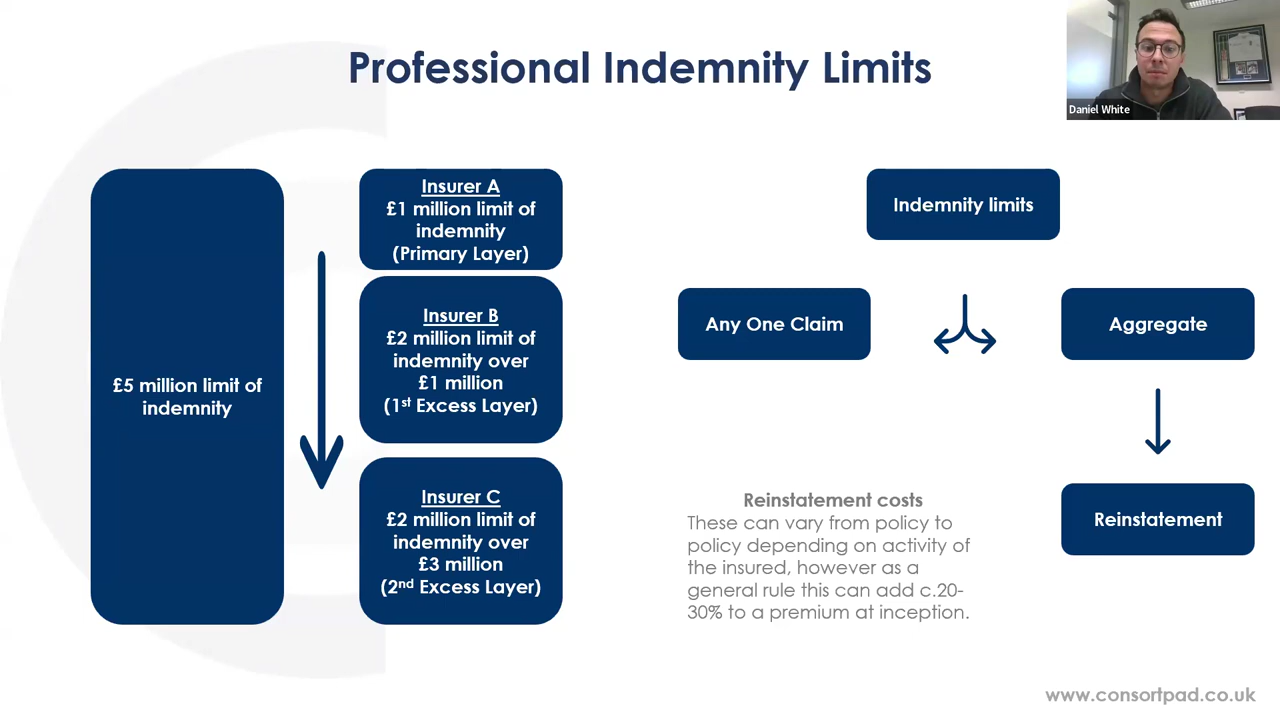 Professional Indemnity Limits
Daniel White
£5 million limit of
indemnity
Insurer A
£1 million limit of
indemnity
(Primary Layer)
Insurer B
£2 million limit of
indemnity over
£1 million
(1st Excess Layer)
Insurer C
£2 million limit of
indemnity over
£3 million
(2nd Excess Layer)
Indemnity limits
Any One Claim
Aggregate
Reinstatement
Reinstatement costs
These can vary from policy to
policy depending on activity of
the insured, however as a
general rule this can add c.20-
30% to a premium at inception.
www.consortpad.co.uk